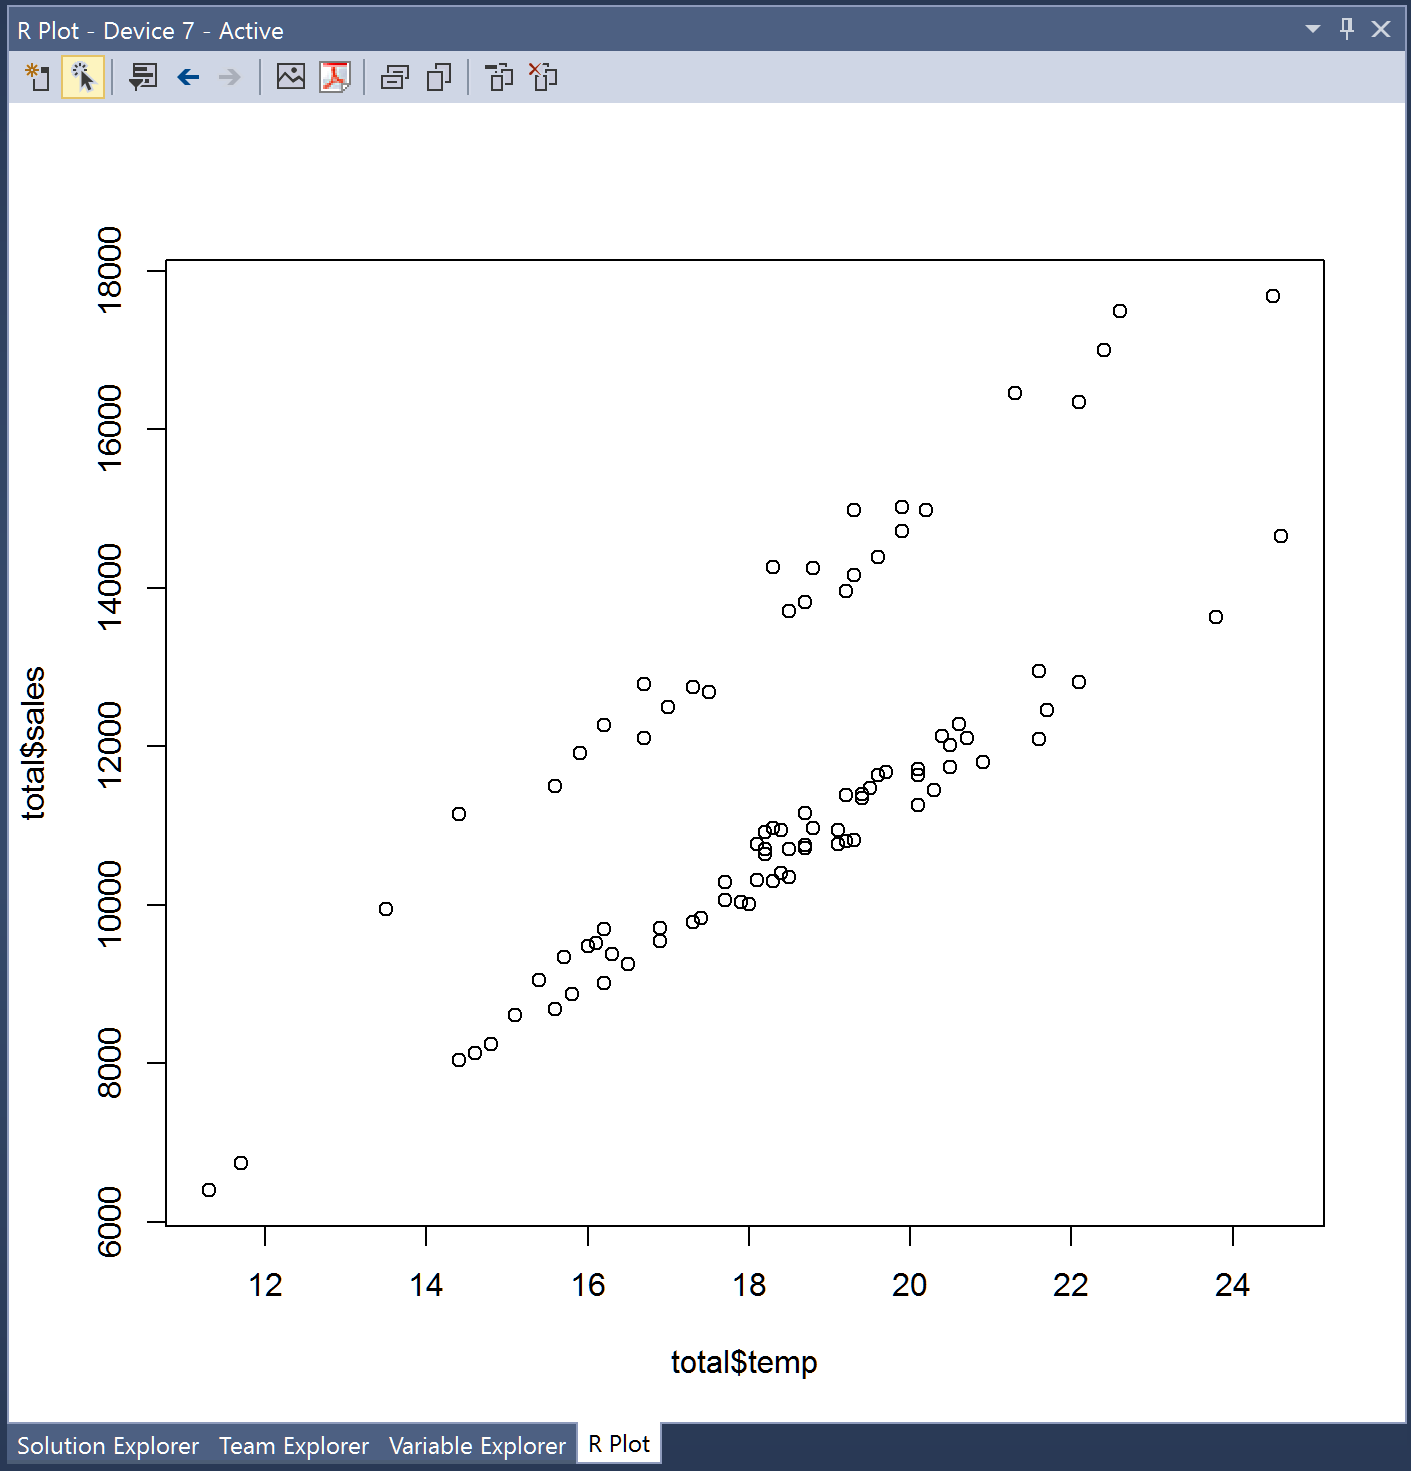 R Plot - Device 7 - Active
18000
16000
14000
12000
10000
8000
6000
total$sales
12 14 16 18 20 22 24
total$temp
Solution Explorer Team Explorer Variable Explorer R Plot